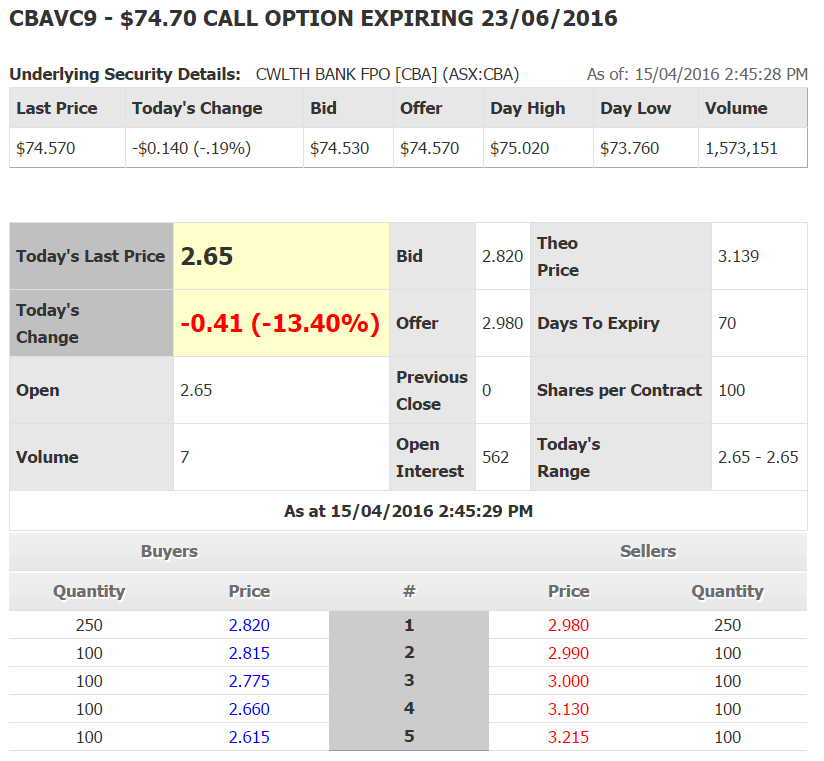 CBAVC9 - $74.70 CALL OPTION EXPIRING 23/06/2016
Underlying Security Details: CWLTH BANK FPO [CBA] (ASX:CBA) As of: 15/04/2016 2:45:28 PM
Last Price Today's Change Bid Offer Day High Day Low Volume
$74.570 -$0.140 (-.19%) $74.530 $74.570 $75.020 $73.760 1,573,151
Today's Last Price 2.65 Bid 2.820 Theo Price 3.139
Today's Change -0.41 (-13.40%) Offer 2.980 Days To Expiry 70
Open 2.65 Previous Close 0 Shares per Contract 100
Volume 7 Open Interest 562 Today's Range 2.65 - 2.65
As at 15/04/2016 2:45:29 PM
Buyers Sellers
Quantity Price # Price Quantity
250 2.820 1 2.980 250
100 2.815 2 2.990 100
100 2.775 3 3.000 100
100 2.660 4 3.130 100
100 2.615 5 3.215 100